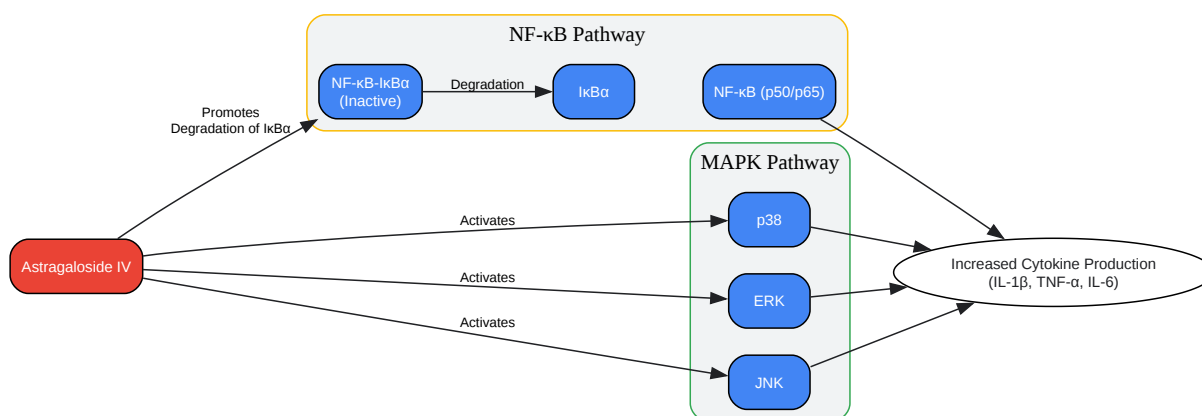 NF-κB Pathway
NF-κB-IκBα
(Inactive)
Degradation
IκBα
NF-κB (p50/p65)
Promotes
Degradation of IκBα
MAPK Pathway
p38
Activates
Astragaloside IV
Increased Cytokine Production
(IL-1β, TNF-α, IL-6)
Activates
ERK
Activates
JNK